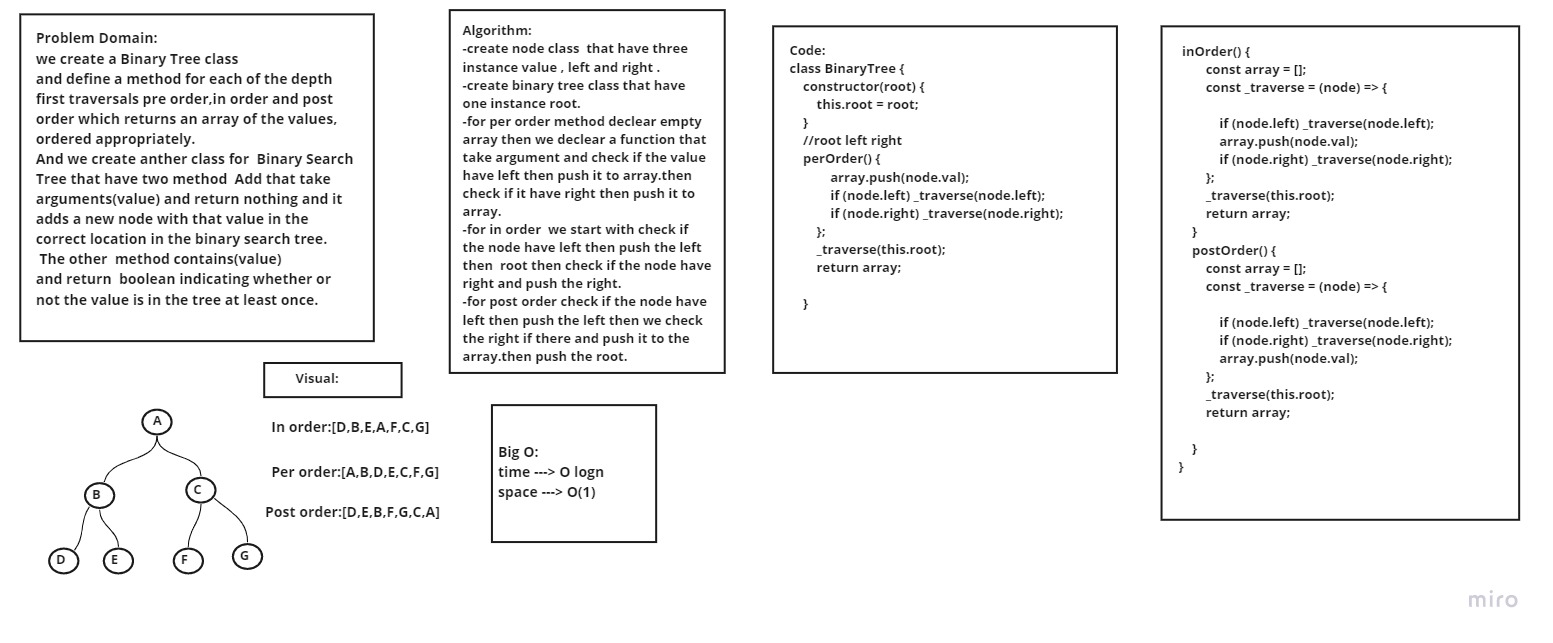 Problem Domain:
we create a Binary Tree class
and define a method for each of the depth
first traversals pre order,in order and post
order which returns an array of the values,
ordered appropriately.
And we create anther class for  Binary Search
Tree that have two method  Add that take
arguments(value) and return nothing and it
adds a new node with that value in the
correct location in the binary search tree.
The other  method contains(value)
and return  boolean indicating whether or
not the value is in the tree at least once.
Algorithm:
-create node class  that have three
instance value , left and right .
-create binary tree class that have
one instance root.
-for per order method declear empty
array then we declear a function that
take argument and check if the value
have left then push it to array.then
check if it have right then push it to
array.
-for in order  we start with check if
the node have left then push the left
then  root then check if the node have
right and push the right.
-for post order check if the node have
left then push the left then we check
the right if there and push it to the
array.then push the root.
Code:
class BinaryTree {
constructor(root) {
this.root = root;
}
//root left right
perOrder() {
array.push(node.val);
if (node.left) _traverse(node.left);
if (node.right) _traverse(node.right);
};
_traverse(this.root);
return array;
}
inOrder() {
const array = [];
const _traverse = (node) => {
if (node.left) _traverse(node.left);
array.push(node.val);
if (node.right) _traverse(node.right);
};
_traverse(this.root);
return array;
}
postOrder() {
const array = [];
const _traverse = (node) => {
if (node.left) _traverse(node.left);
if (node.right) _traverse(node.right);
array.push(node.val);
};
_traverse(this.root);
return array;
}
}
Visual:
A
B
C
D
E
F
G
In order:[D,B,E,A,F,C,G]
Per order:[A,B,D,E,C,F,G]
Post order:[D,E,B,F,G,C,A]
Big O:
time ---> O logn
space ---> O(1)
miro